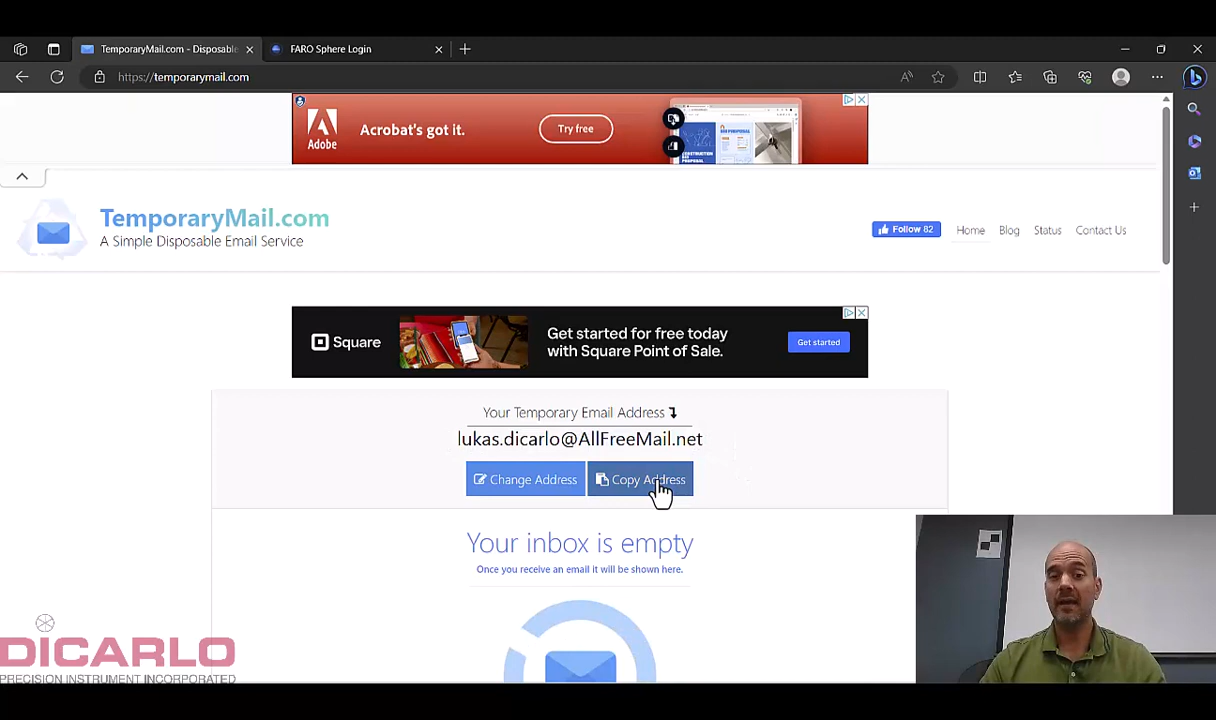 TemporaryMail.com - Disposable
FARO Sphere Login
https://temporarymail.com
Adobe
Acrobat's got it.
Try free
TemporaryMail.com
A Simple Disposable Email Service
Follow 82
Home
Blog
Status
Contact Us
Square
Get started for free today
with Square Point of Sale.
Get started
Your Temporary Email Address
lukas.dicarlo@AllFreeMail.net
Change Address
Copy Address
Your inbox is empty
Once you receive an email it will be shown here.
DICARLO
PRECISION INSTRUMENT INCORPORATED